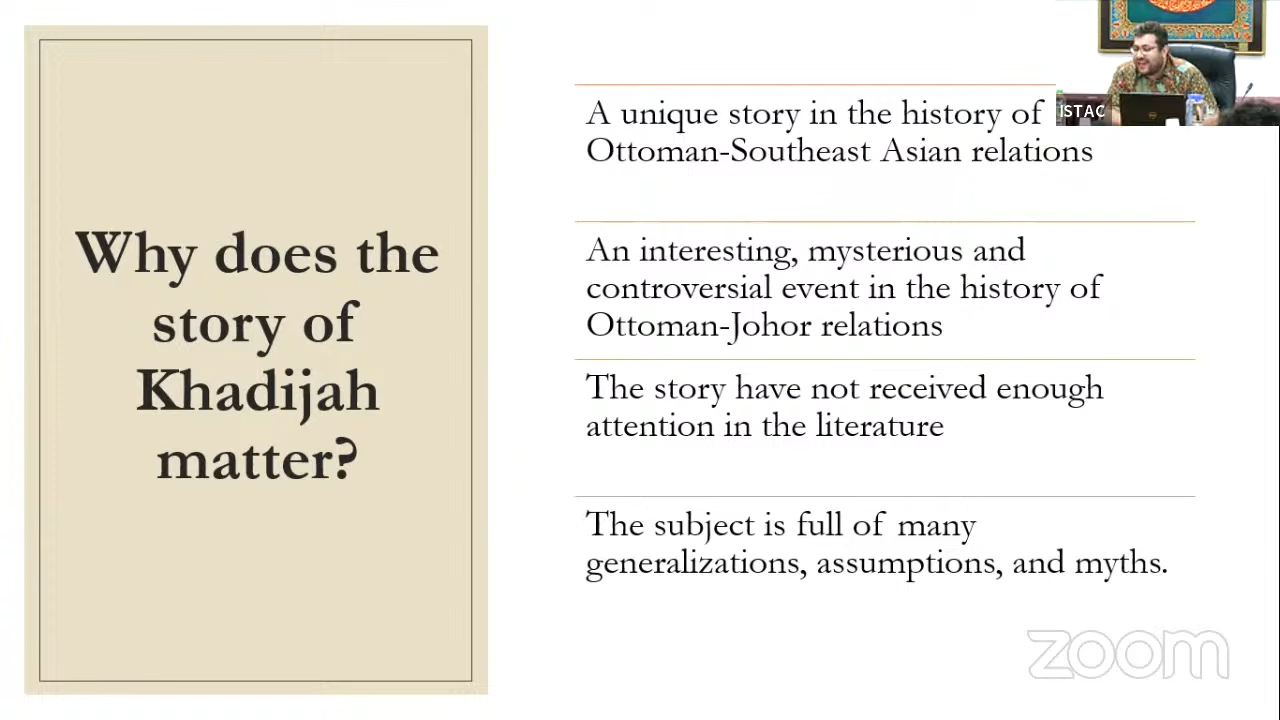 Why does the
story of
Khadijah
matter?
A unique story in the history of
Ottoman-Southeast Asian relations
An interesting, mysterious and
controversial event in the history of
Ottoman-Johor relations
The story have not received enough
attention in the literature
The subject is full of many
generalizations, assumptions, and myths.
ISTAC
zoom